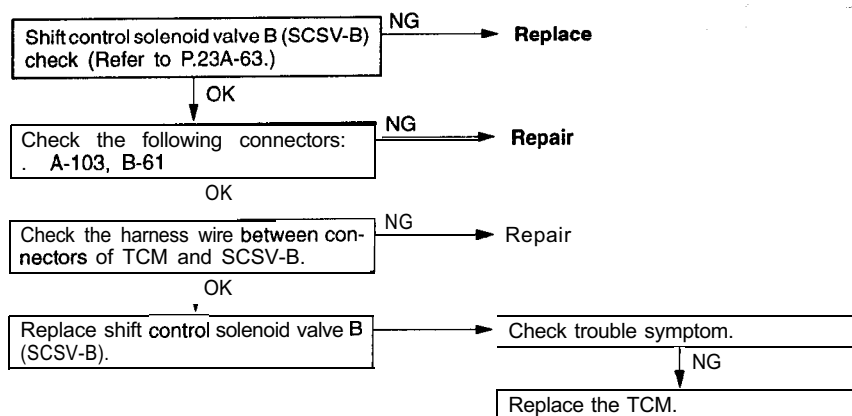 Shift control solenoid valve B (SCSV-B)
check (Refer to P.23A-63.)
NG
Replace
OK
Check the following connectors:
. A-103, B-61
NG
Repair
OK
Check the harness wire between con-
nectors of TCM and SCSV-B.
NG
Repair
OK
Replace shift control solenoid valve B
(SCSV-B).
Check trouble symptom.
NG
Replace the TCM.